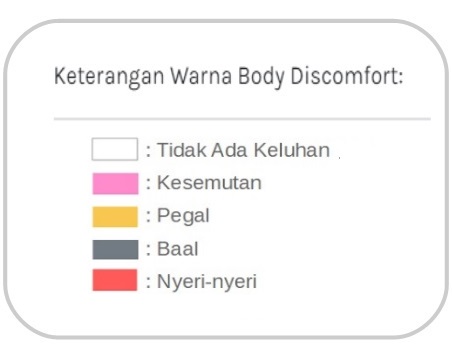 Keterangan Warna Body Discomfort:
: Tidak Ada Keluhan
: Kesemutan
: Pegal
: Baal
: Nyeri-nyeri